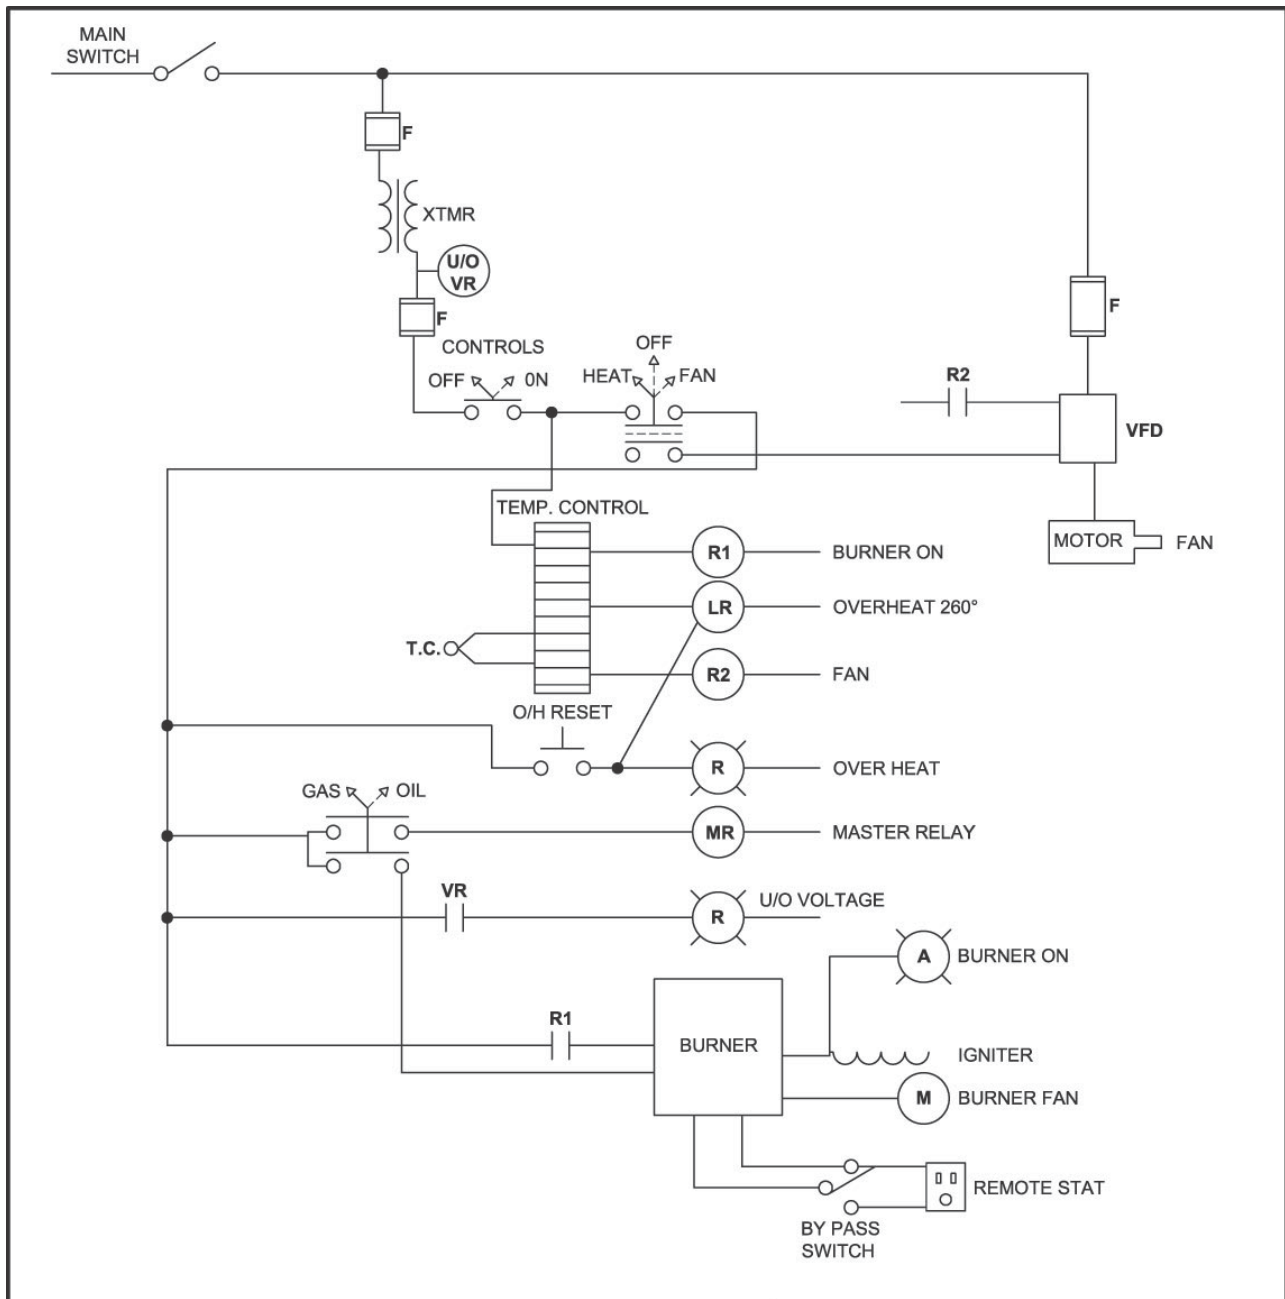 MAIN
SWITCH
F
XTMR
U/O
VR
F
F
CONTROLS
OFF 0N
OFF
HEAT FAN
R2
VFD
TEMP. CONTROL
MOTOR FAN
R1 BURNER ON
LR OVERHEAT 260°
T.C.
R2 FAN
O/H RESET
R OVER HEAT
GAS OIL
MR MASTER RELAY
VR
R U/O VOLTAGE
A BURNER ON
R1
BURNER
IGNITER
M BURNER FAN
REMOTE STAT
BY PASS
SWITCH